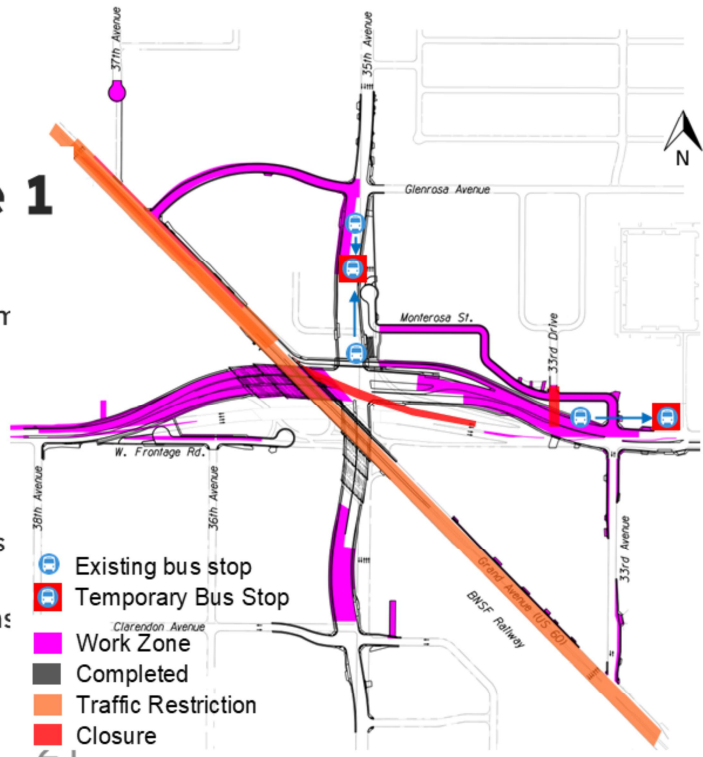 37th Avenue
35th Avenue
N
e 1
Glenrosa Avenue
m
Monterosa St.
33rd Drive
W. Frontage Rd.
38th Avenue
36th Avenue
33rd Avenue
s
Existing bus stop
Temporary Bus Stop
Grand Avenue (US 60)
BNSF Railway
Clarendon Avenue
Work Zone
Completed
Traffic Restriction
Closure